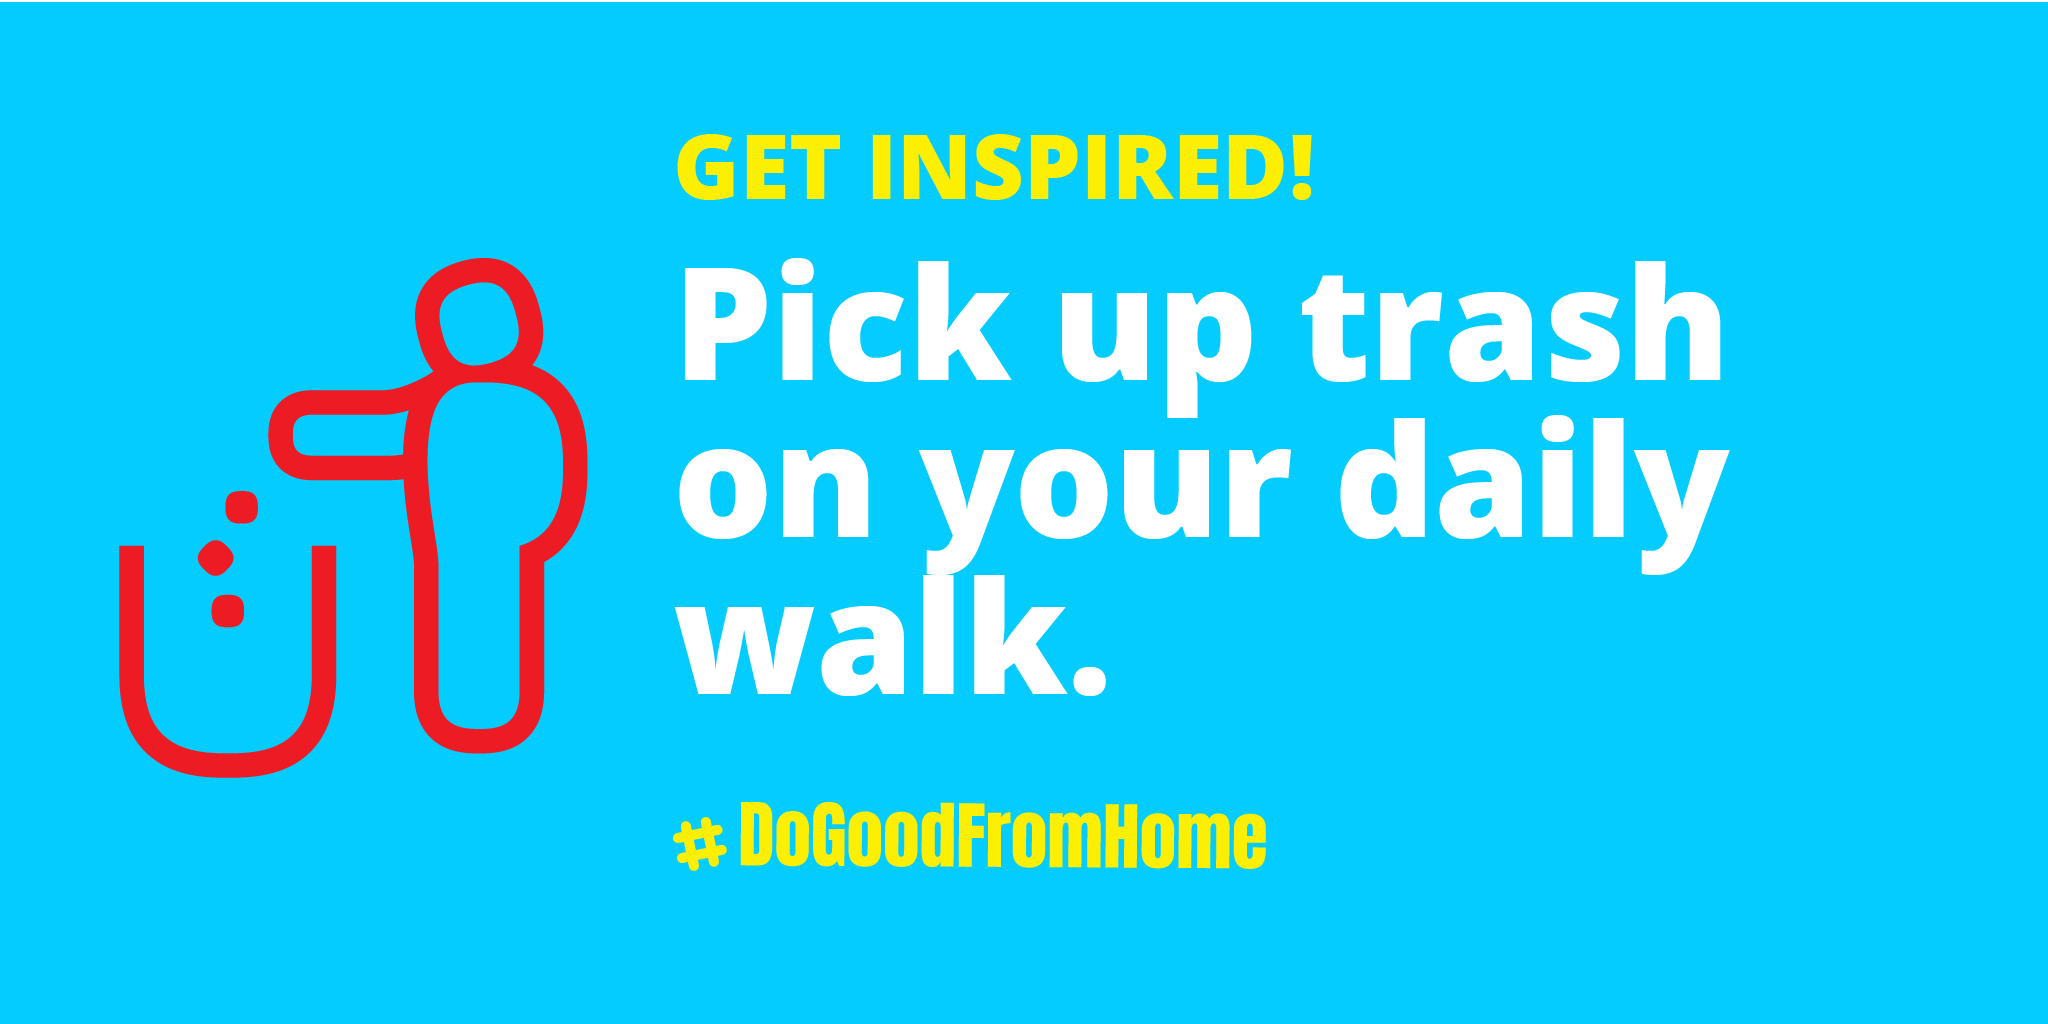 GET INSPIRED!
Pick up trash
on your daily
walk.
#DoGoodFromHome